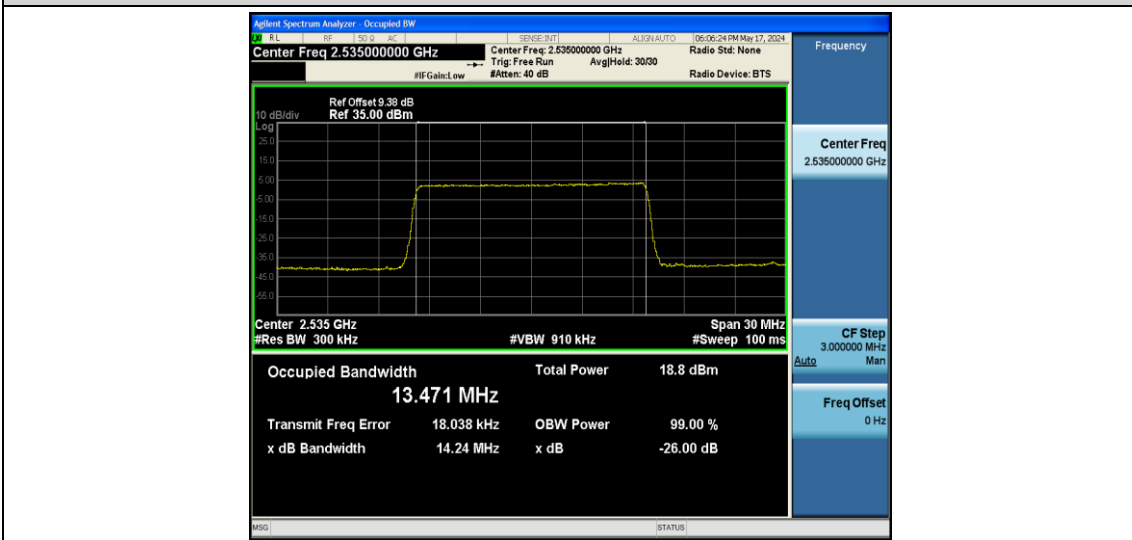 Agilent Spectrum Analyzer - Occupied BW
RL RF 50 Ω AC SENSE:INT ALIGN AUTO 06:06:24 PM May 17, 2024
Center Freq 2.535000000 GHz
Center Freq: 2.535000000 GHz
Radio Std: None
Trig: Free Run Avg|Hold: 30/30
#IFGain:Low #Atten: 40 dB Radio Device: BTS
Frequency
Ref Offset 9.38 dB
10 dB/div Ref 35.00 dBm
Log
25.0
15.0
5.00
-5.00
-15.0
-25.0
-35.0
-45.0
-55.0
Center 2.535 GHz Span 30 MHz
#Res BW 300 kHz #VBW 910 kHz #Sweep 100 ms
Occupied Bandwidth Total Power 18.8 dBm
13.471 MHz
Transmit Freq Error 18.038 kHz OBW Power 99.00 %
x dB Bandwidth 14.24 MHz x dB -26.00 dB
Center Freq
2.535000000 GHz
CF Step
3.000000 MHz
Auto Man
Freq Offset
0 Hz
MSG STATUS